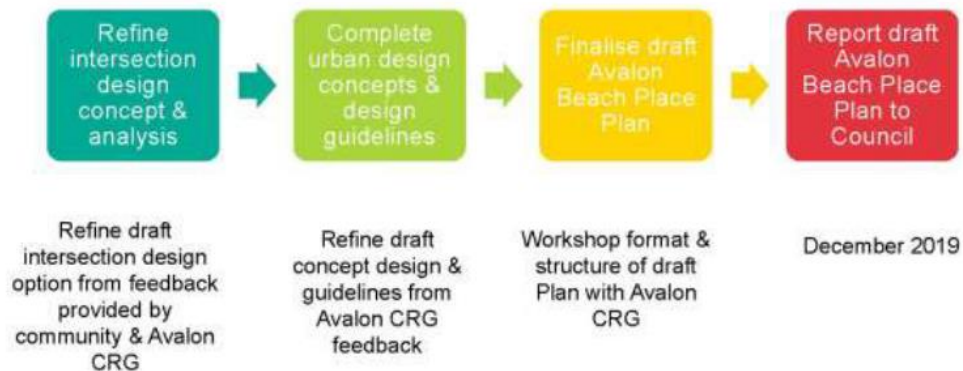 Refine
intersection
design
concept &
analysis
Complete
urban design
concepts &
design
guidelines
Finalise draft
Avalon
Beach Place
Plan
Report draft
Avalon
Beach Place
Plan to
Council
Refine draft
intersection design
option from feedback
provided by
community & Avalon
CRG
Refine draft
concept design &
guidelines from
Avalon CRG
feedback
Workshop format &
structure of draft
Plan with Avalon
CRG
December 2019